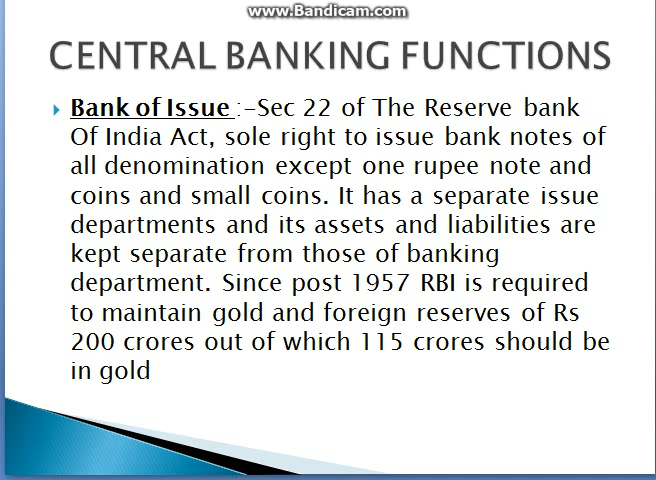 www.Bandicam.com
CENTRAL BANKING FUNCTIONS
Bank of Issue :-Sec 22 of The Reserve bank
Of India Act, sole right to issue bank notes of
all denomination except one rupee note and
coins and small coins. It has a separate issue
departments and its assets and liabilities are
kept separate from those of banking
department. Since post 1957 RBI is required
to maintain gold and foreign reserves of Rs
200 crores out of which 115 crores should be
in gold